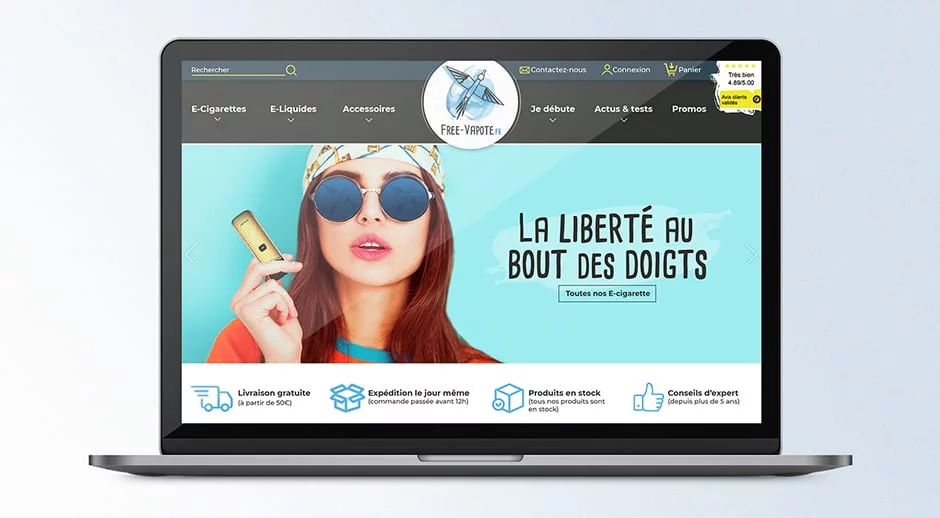 Rechercher
Contactez-nous
Connexion
Panier
Très bien
4.89/5.00
Avis clients
validés
E-Cigarettes
E-Liquides
Accessoires
FREE-VAPOTE.FR
Je débute
Actus & tests
Promos
LA LIBERTÉ AU
BOUT DES DOIGTS
Toutes nos E-cigarette
Livraison gratuite
(à partir de 50€)
Expédition le jour même
(commande passée avant 12h)
Produits en stock
(tous nos produits sont
en stock)
Conseils d'expert
(depuis plus de 5 ans)